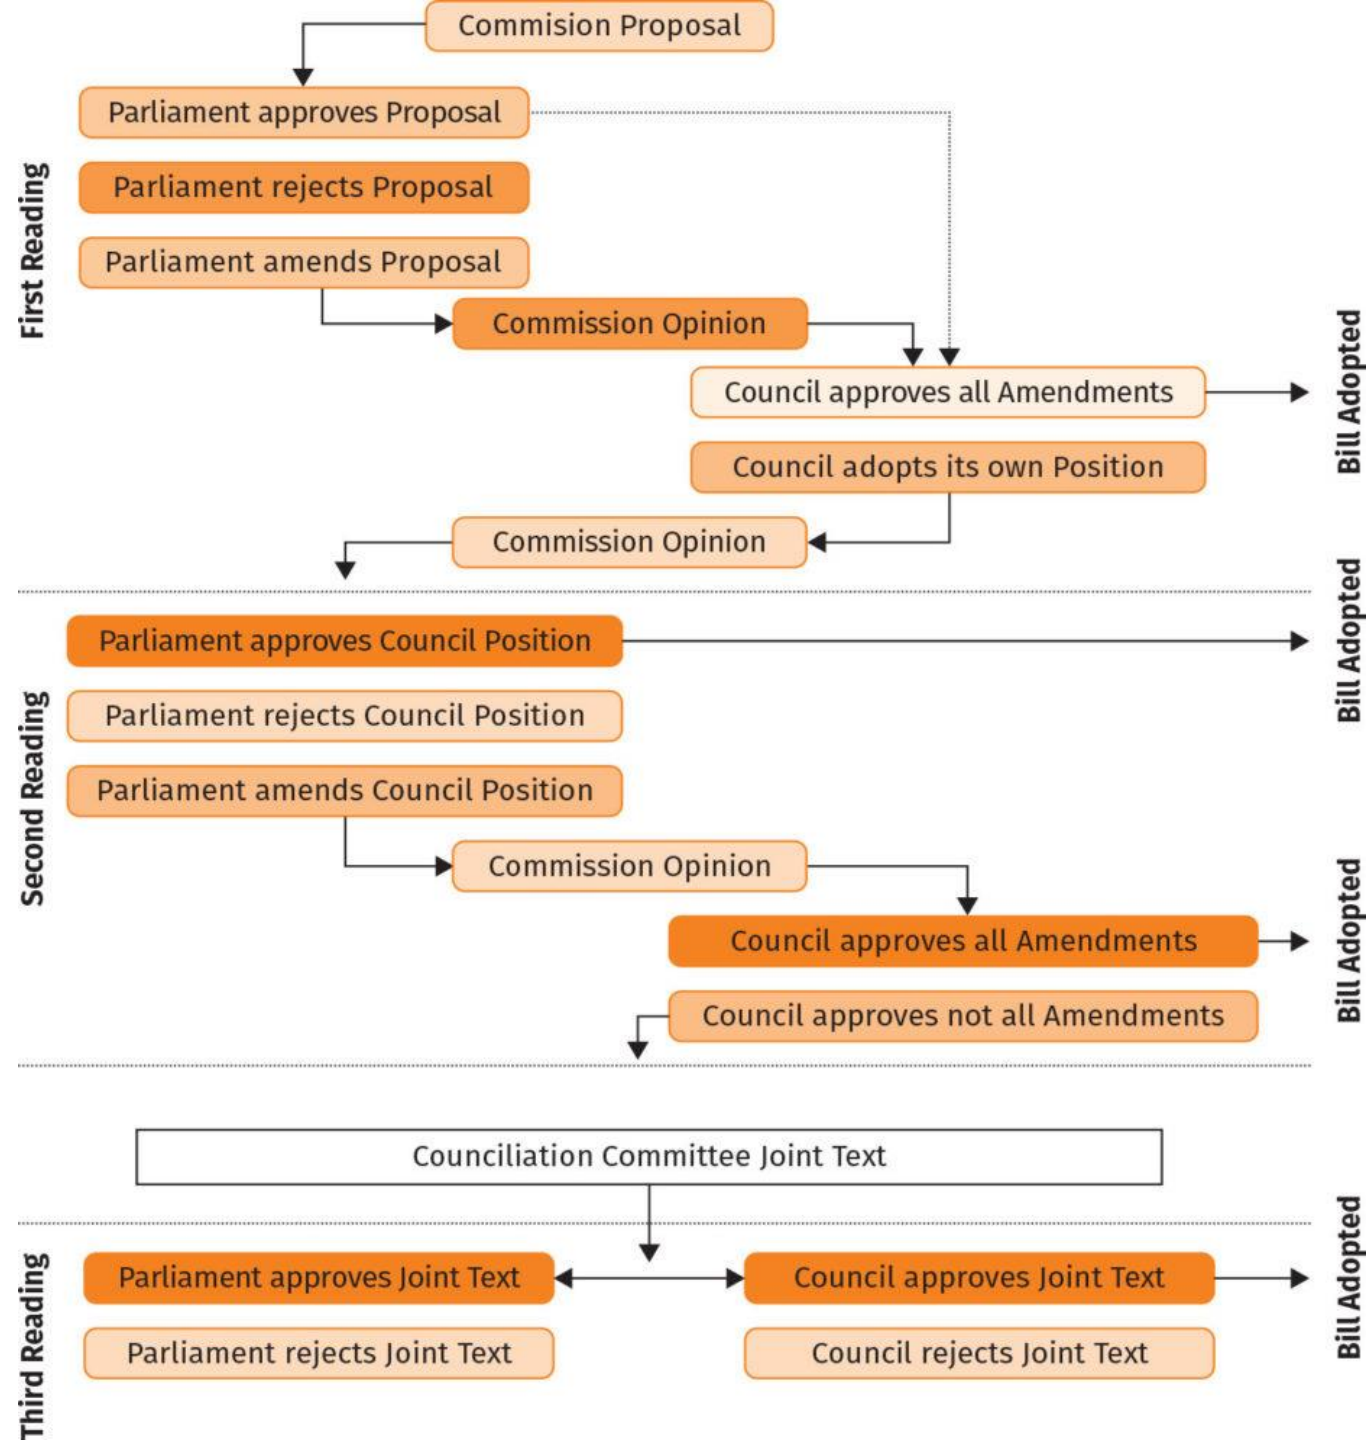 Commision Proposal
Parliament approves Proposal
Parliament rejects Proposal
Parliament amends Proposal
First Reading
Commission Opinion
Council approves all Amendments
Bill Adopted
Council adopts its own Position
Commission Opinion
Parliament approves Council Position
Bill Adopted
Parliament rejects Council Position
Parliament amends Council Position
Second Reading
Commission Opinion
Council approves all Amendments
Bill Adopted
Council approves not all Amendments
Counciliation Committee Joint Text
Third Reading
Parliament approves Joint Text
Council approves Joint Text
Bill Adopted
Parliament rejects Joint Text
Council rejects Joint Text